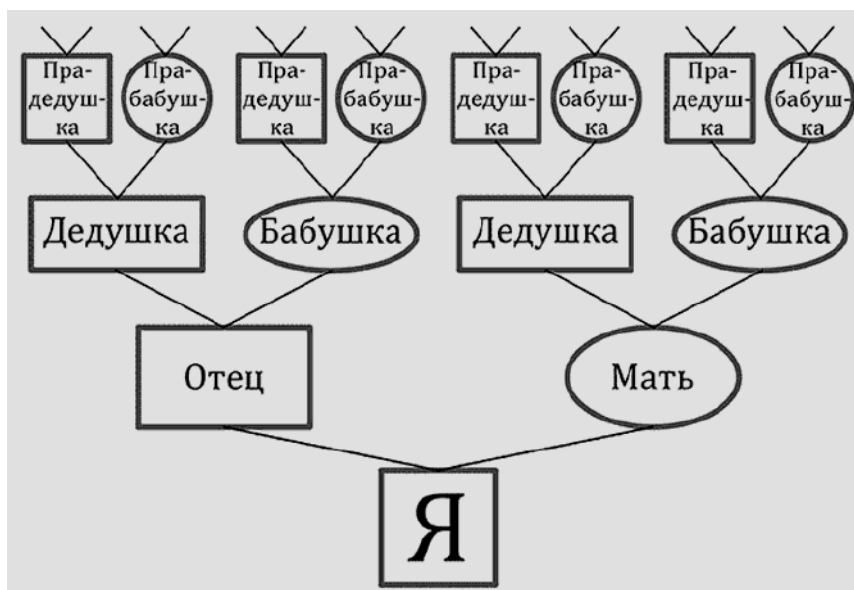 Пра-
дедуш-
ка
Пра-
бабуш-
ка
Пра-
дедуш-
ка
Пра-
бабуш-
ка
Пра-
дедуш-
ка
Пра-
бабуш-
ка
Пра-
дедуш-
ка
Пра-
бабуш-
ка
Дедушка
Бабушка
Дедушка
Бабушка
Отец
Мать
Я